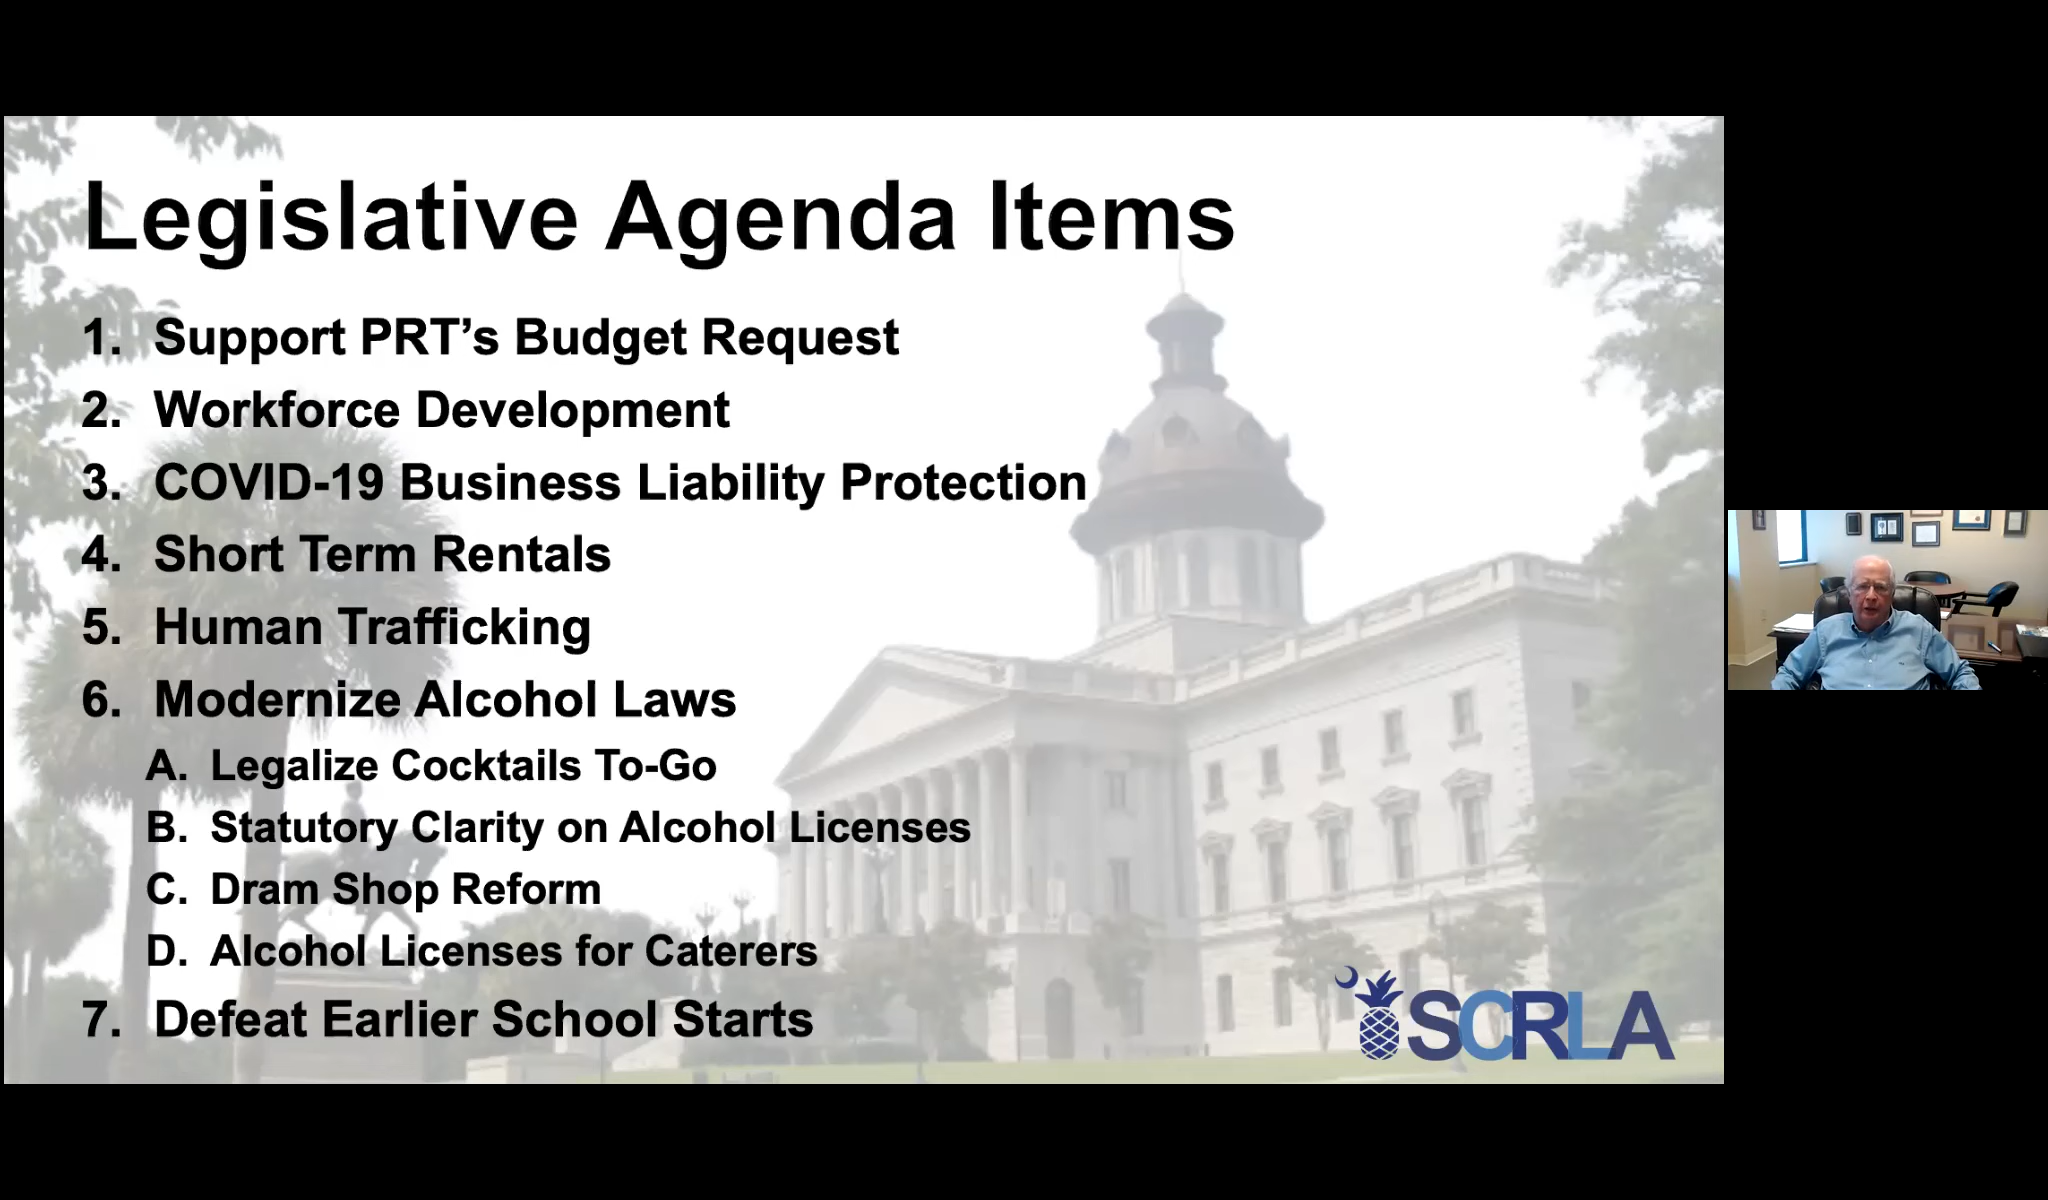 Legislative Agenda Items
1. Support PRT’s Budget Request
2. Workforce Development
3. COVID-19 Business Liability Protection
4. Short Term Rentals
5. Human Trafficking
6. Modernize Alcohol Laws
A. Legalize Cocktails To-Go
B. Statutory Clarity on Alcohol Licenses
C. Dram Shop Reform
D. Alcohol Licenses for Caterers
7. Defeat Earlier School Starts
SCRLA